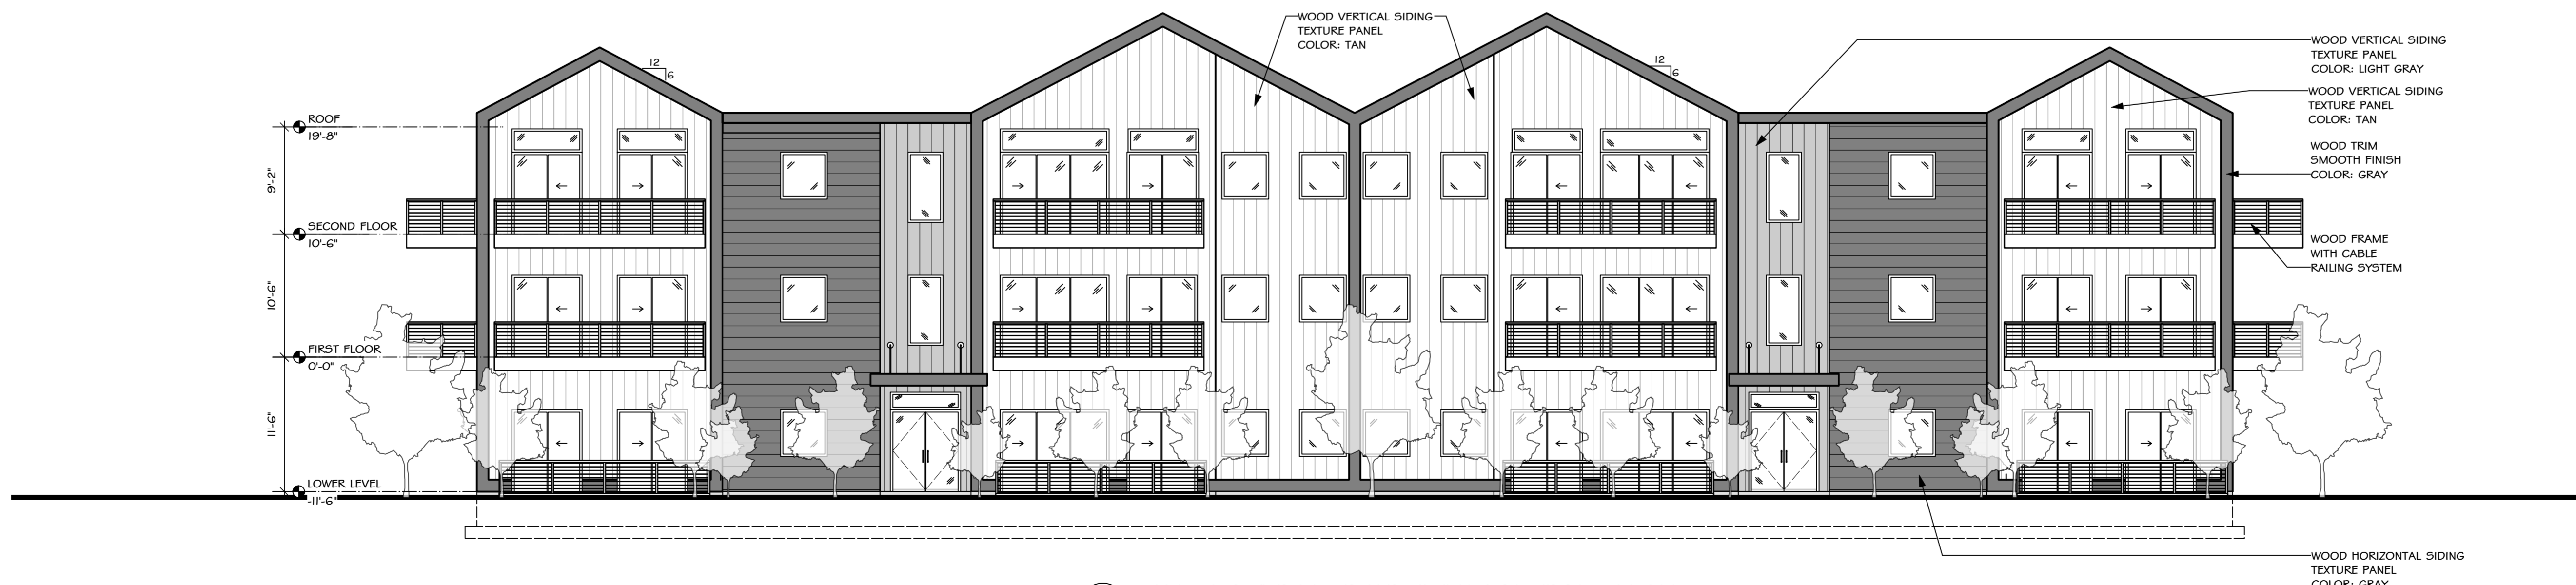 WOOD VERTICAL SIDING
TEXTURE PANEL
COLOR: TAN
12
6
12
6
WOOD VERTICAL SIDING
TEXTURE PANEL
COLOR: LIGHT GRAY
WOOD VERTICAL SIDING
TEXTURE PANEL
COLOR: TAN
WOOD TRIM
SMOOTH FINISH
COLOR: GRAY
WOOD FRAME
WITH CABLE
RAILING SYSTEM
WOOD HORIZONTAL SIDING
TEXTURE PANEL
COLOR: GRAY
ROOF
19'-8"
9'-2"
SECOND FLOOR
10'-6"
10'-6"
FIRST FLOOR
0'-0"
11'-6"
LOWER LEVEL
-11'-6"